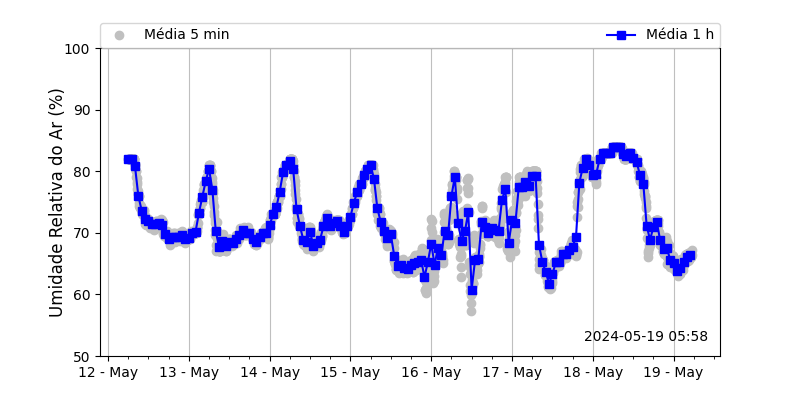 Média 5 min
Média 1 h
Umidade Relativa do Ar (%)
100
90
80
70
60
50
2024-05-19 05:58
12 - May
13 - May
14 - May
15 - May
16 - May
17 - May
18 - May
19 - May